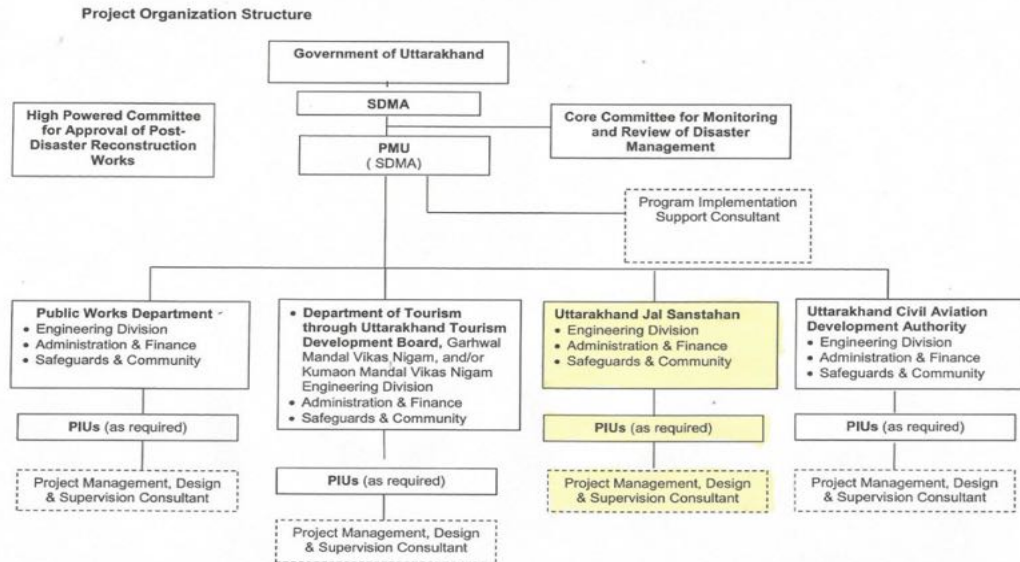 Project Organization Structure
Government of Uttarakhand
SDMA
High Powered Committee
for Approval of Post-
Disaster Reconstruction
Works
Core Committee for Monitoring
and Review of Disaster
Management
PMU
( SDMA)
Program Implementation
Support Consultant
Public Works Department -
• Engineering Division
• Administration & Finance
• Safeguards & Community
PIUs (as required)
Project Management, Design
& Supervision Consultant
• Department of Tourism
through Uttarakhand Tourism
Development Board, Garhwal
Mandal Vikas Nigam, and/or
Kumaon Mandal Vikas Nigam
Engineering Division
• Administration & Finance
• Safeguards & Community
PIUs (as required)
Project Management, Design
& Supervision Consultant
Uttarakhand Jal Sanstahan
• Engineering Division
• Administration & Finance
• Safeguards & Community
PIUs (as required)
Project Management, Design
& Supervision Consultant
Uttarakhand Civil Aviation
Development Authority
• Engineering Division
• Administration & Finance
• Safeguards & Community
PIUs (as required)
Project Management, Design
& Supervision Consultant